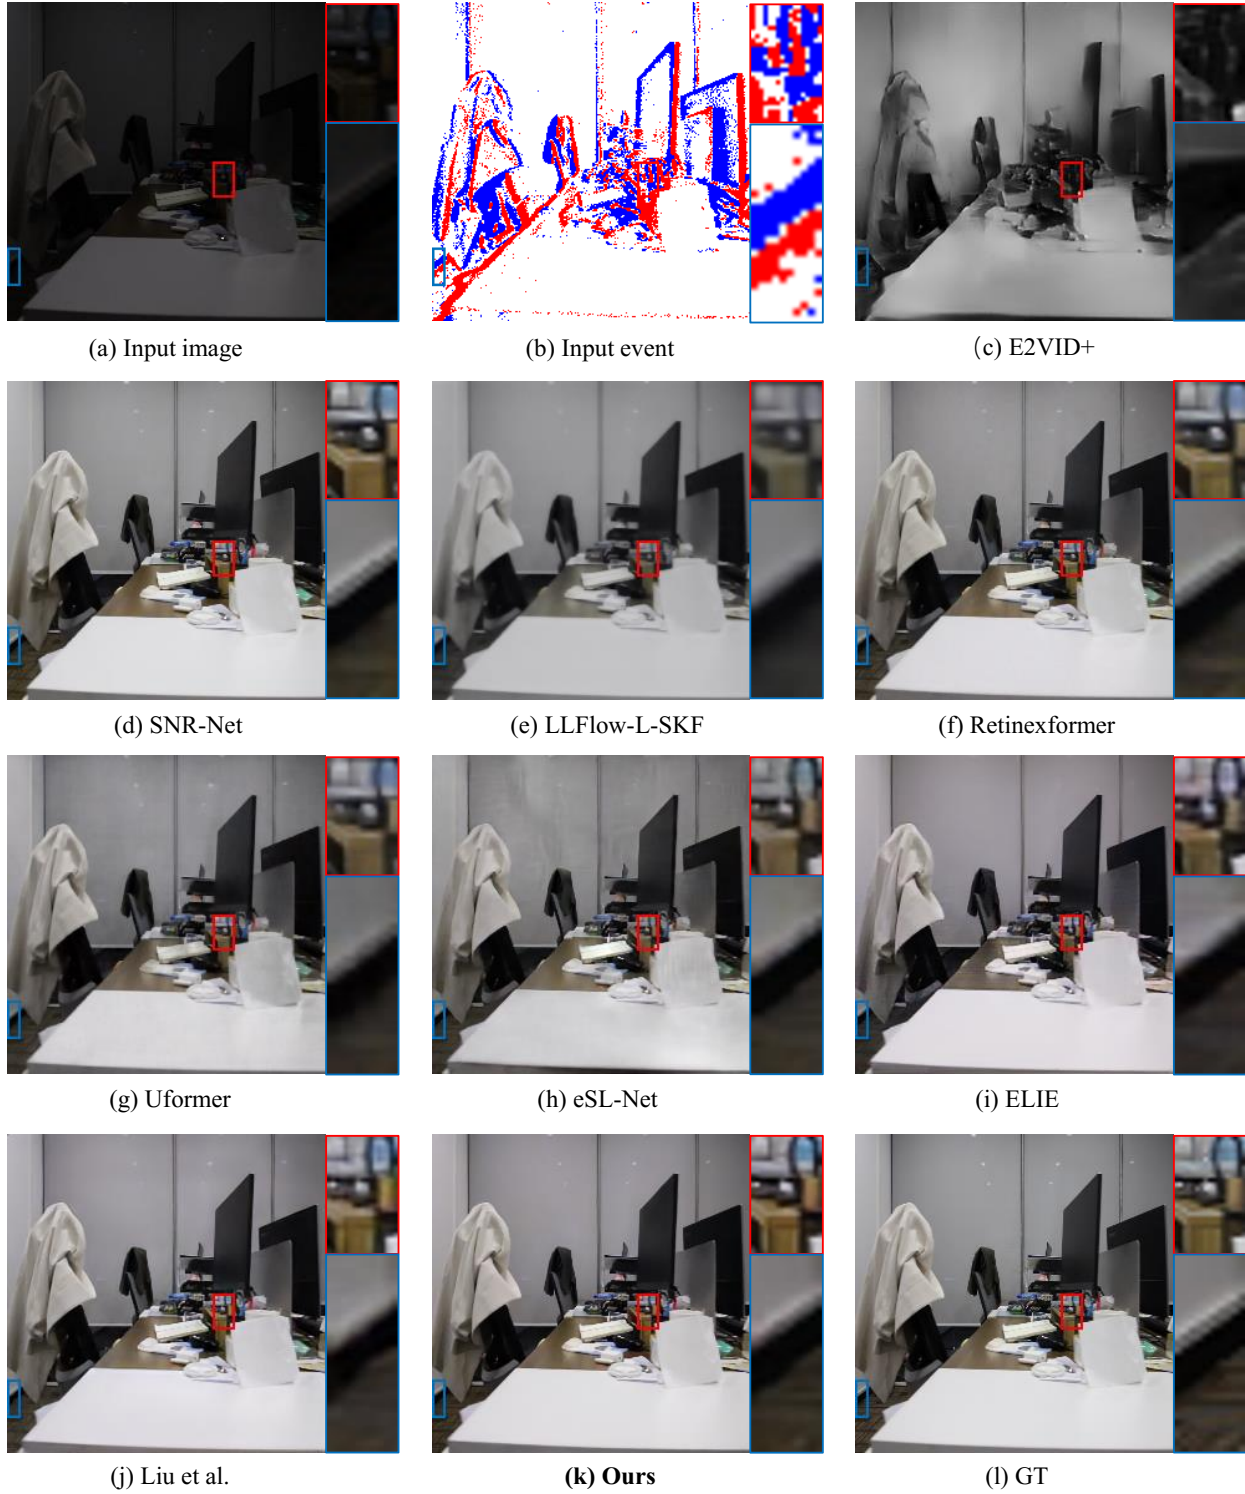 (a) Input image
(b) Input event
(c) E2VID+
(d) SNR-Net
(e) LLFlow-L-SKF
(f) Retinexformer
(g) Uformer
(h) eSL-Net
(i) ELIE
(j) Liu et al.
(k) Ours
(l) GT